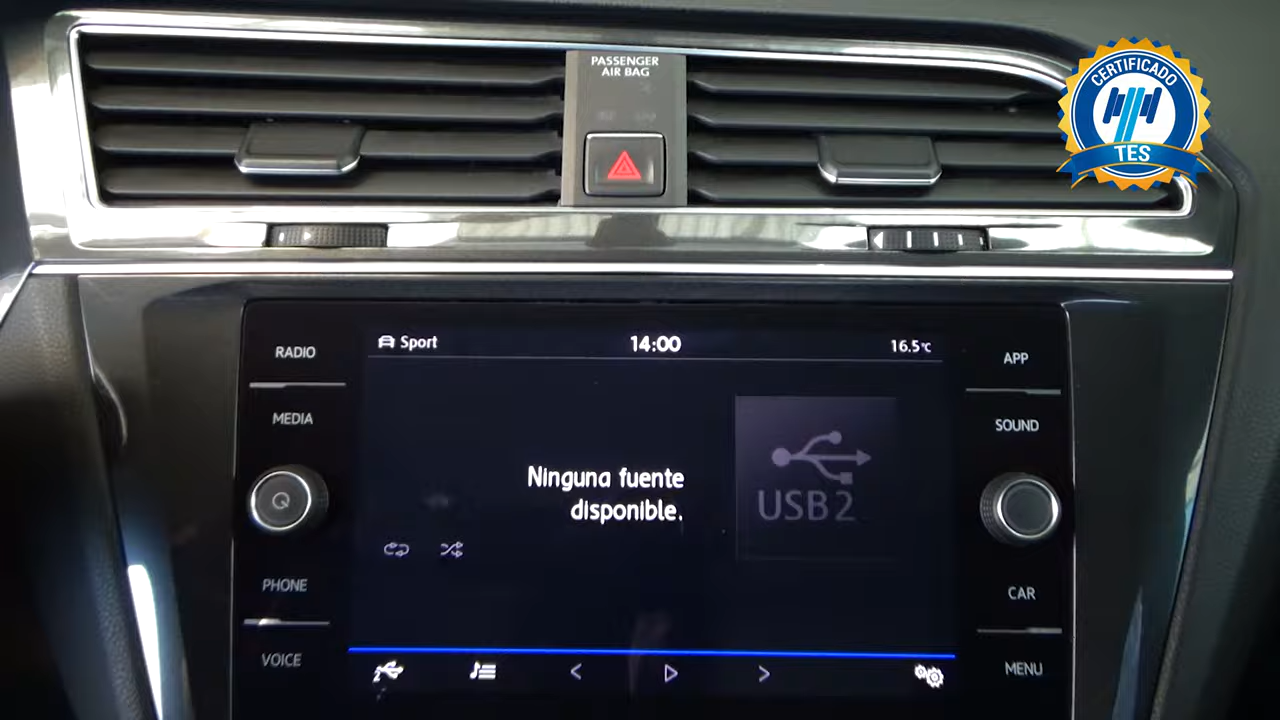 PASSENGER
AIR BAG
CERTIFICADO
TES
RADIO
MEDIA
PHONE
VOICE
Sport
14:00
16.5°C
Ninguna fuente
disponible.
USB2
2
APP
SOUND
CAR
MENU